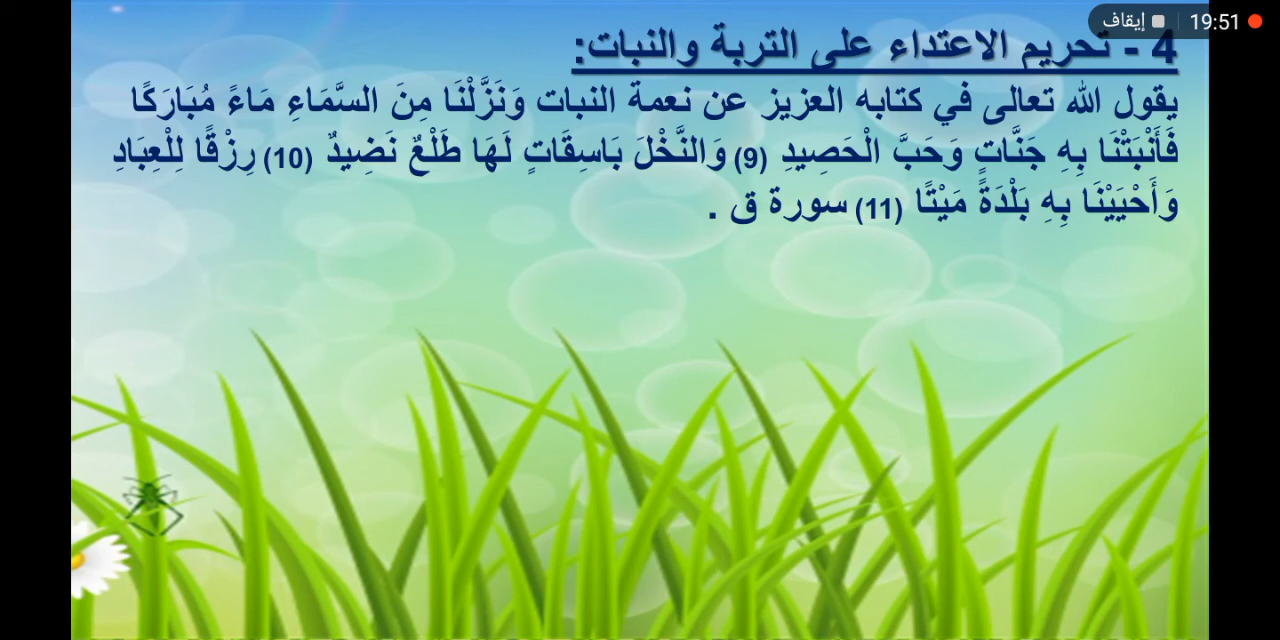 19:51 إيقاف
4 - تحريم الاعتداء على التربة والنبات:
يقول الله تعالى في كتابه العزيز عن نعمة النبات وَنَزَّلْنَا مِنَ السَّمَاءِ مَاءً مُبَارَكًا
فَأَنْبَتْنَا بِهِ جَنَّاتٍ وَحَبَّ الْحَصِيدِ (9) وَالنَّخْلَ بَاسِقَاتٍ لَهَا طَلْعٌ نَضِيدٌ (10) رِزْقًا لِلْعِبَادِ
وَأَحْيَيْنَا بِهِ بَلْدَةً مَيْتًا (11) سورة ق .